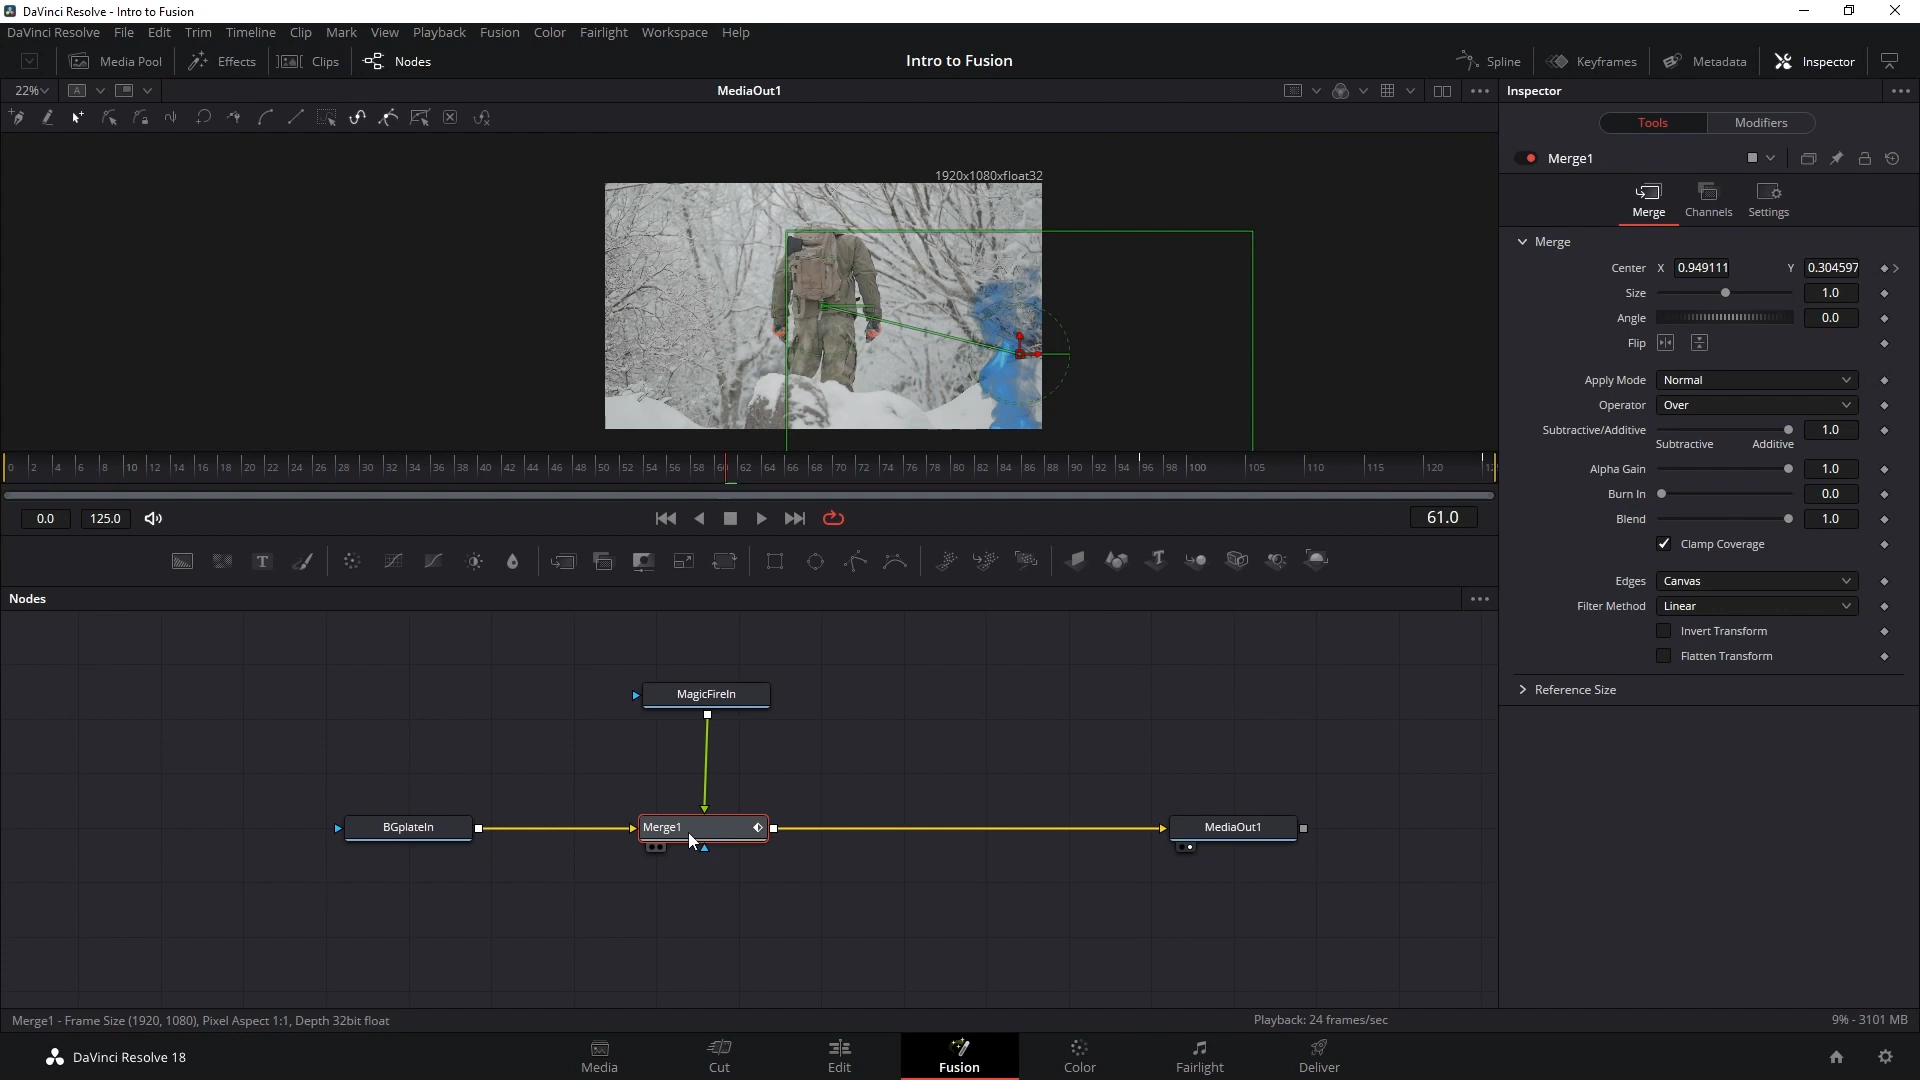 DaVinci Resolve - Intro to Fusion
DaVinci Resolve File Edit Trim Timeline Clip Mark View Playback Fusion Color Fairlight Workspace Help
Media Pool Effects Clips Nodes Intro to Fusion Spline Keyframes Metadata Inspector
22% A MediaOut1 Inspector
Tools Modifiers
Merge1
1920x1080xfloat32
Merge Channels Settings
Merge
Center X 0.949111 Y 0.304597
Size 1.0
Angle 0.0
Flip
Apply Mode Normal
Operator Over
Subtractive/Additive 1.0
Subtractive Additive
0 2 4 6 8 10 12 14 16 18 20 22 24 26 28 30 32 34 36 38 40 42 44 46 48 50 52 54 56 58 64 66 68 70 72 74 76 78 80 82 84 86 88 90 92 94 96 98 100 105 110 115 120
Alpha Gain 1.0
Burn In 0.0
Blend 1.0
0.0 125.0 61.0
Clamp Coverage
T T
Edges Canvas
Filter Method Linear
Nodes
Invert Transform
Flatten Transform
Reference Size
MagicFireIn
BGplateIn Merge1 MediaOut1
Merge1 - Frame Size (1920, 1080), Pixel Aspect 1:1, Depth 32bit float Playback: 24 frames/sec 9% - 3101 MB
DaVinci Resolve 18 Media Cut Edit Fusion Color Fairlight Deliver